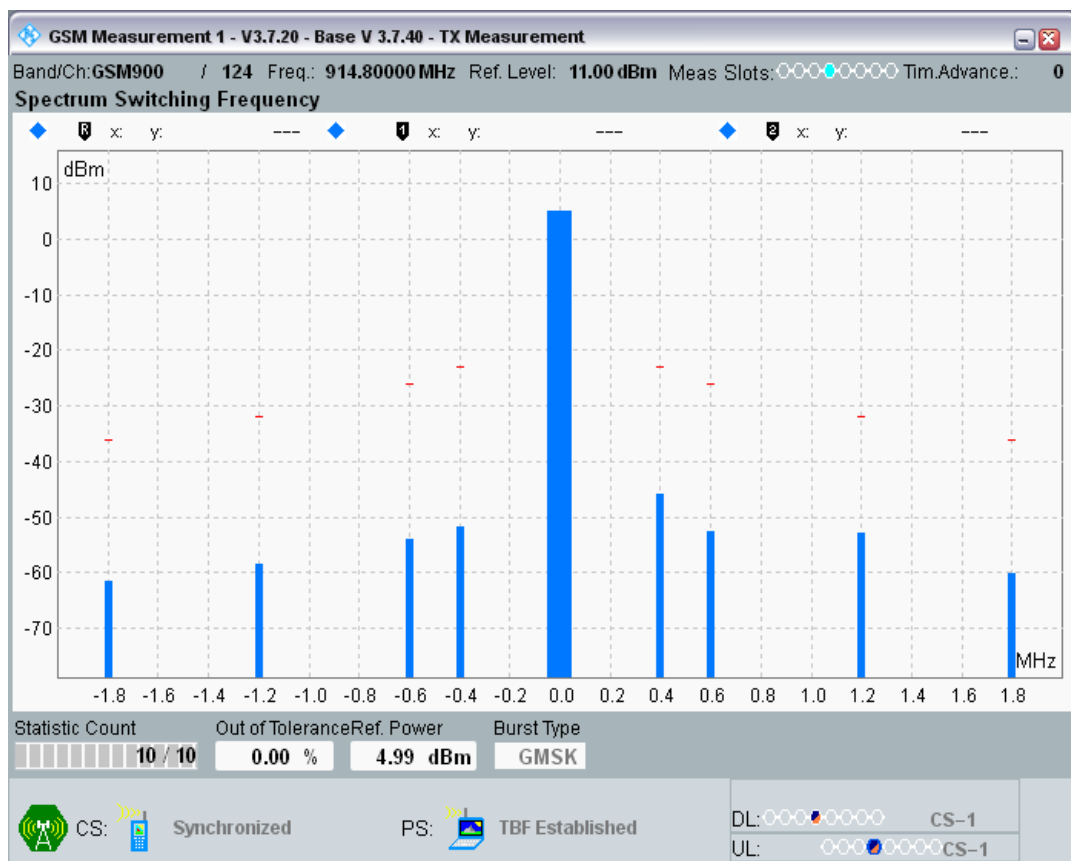 GSM Measurement 1 - V3.7.20 - Base V 3.7.40 - TX Measurement
Band/Ch:GSM900 / 124 Freq.: 914.80000 MHz Ref. Level: 11.00 dBm Meas Slots: Tim.Advance.: 0
Spectrum Switching Frequency
R x: y: --- 1 x: y: --- 2 x: y: ---
dBm
10
0
-10
-20
-30
-40
-50
-60
-70
MHz
-1.8 -1.6 -1.4 -1.2 -1.0 -0.8 -0.6 -0.4 -0.2 0.0 0.2 0.4 0.6 0.8 1.0 1.2 1.4 1.6 1.8
Statistic Count Out of Tolerance Ref. Power Burst Type
10 / 10 0.00 % 4.99 dBm GMSK
CS: Synchronized PS: TBF Established DL: CS-1
UL: CS-1